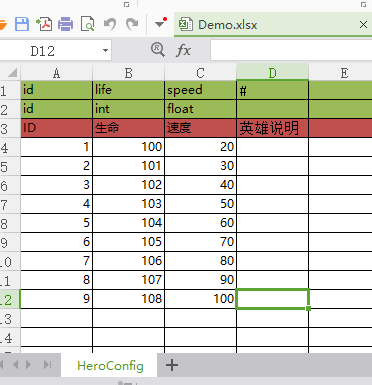 Demo.xlsx
D12
fx
A B C D E
1 id life speed #
2 id int float
3 ID 生命 速度 英雄说明
4 1 100 20
5 2 101 30
6 3 102 40
7 4 103 50
8 5 104 60
9 6 105 70
10 7 106 80
11 8 107 90
12 9 108 100
13
14
HeroConfig